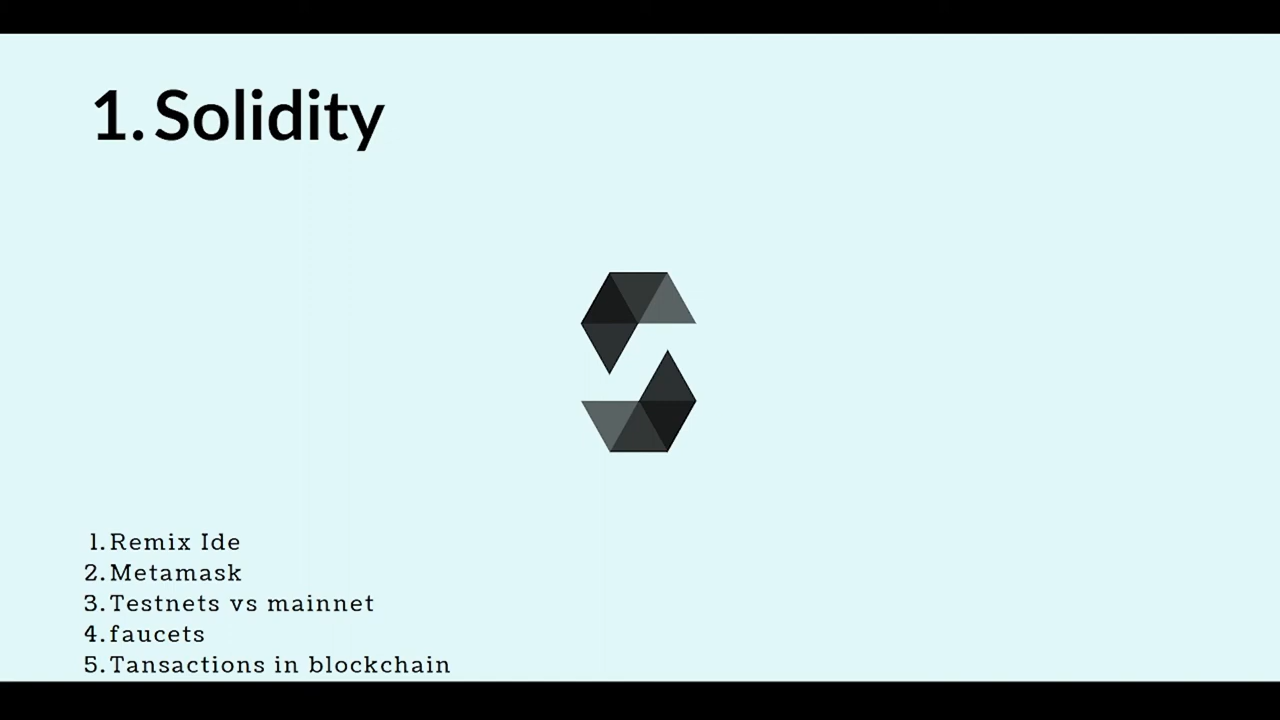 1. Solidity
1. Remix Ide
2. Metamask
3. Testnets vs mainnet
4. faucets
5. Tansactions in blockchain